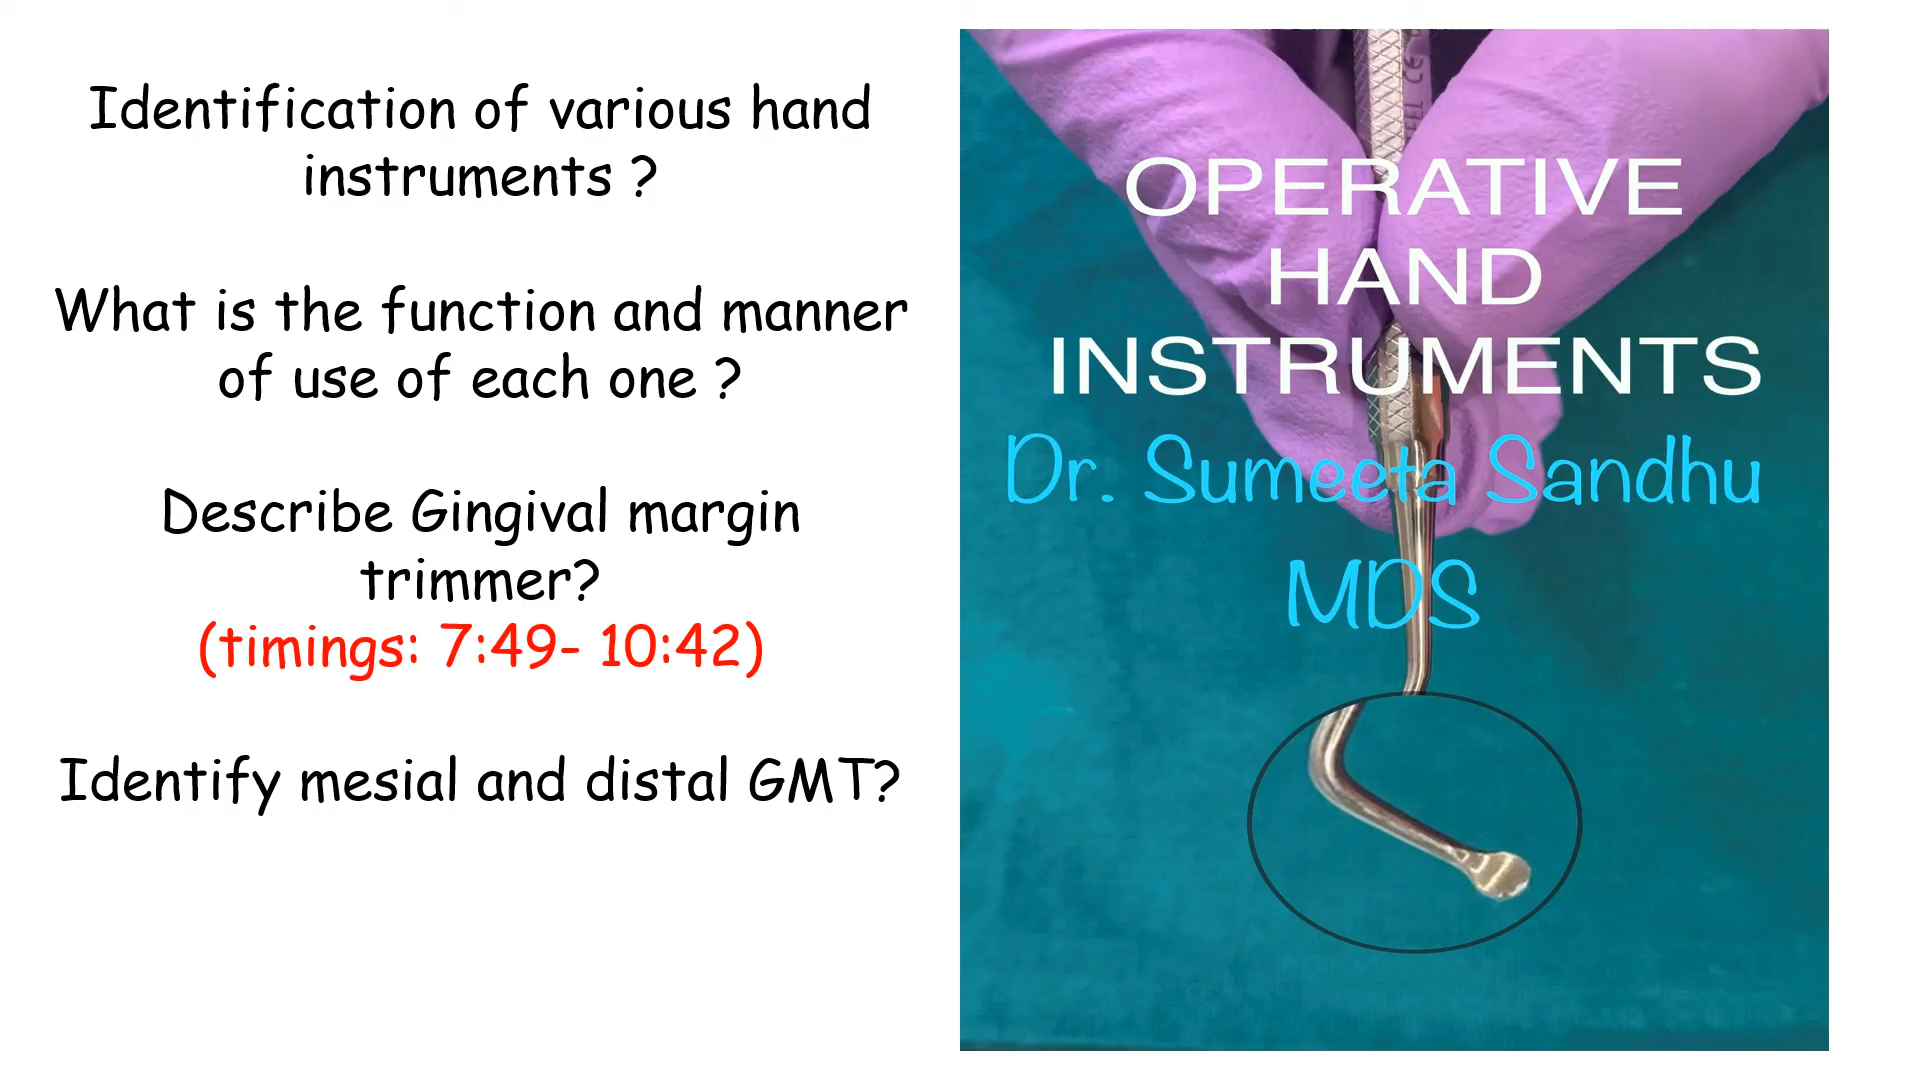 Identification of various hand
instruments ?
What is the function and manner
of use of each one ?
Describe Gingival margin
trimmer?
(timings: 7:49- 10:42)
Identify mesial and distal GMT?
OPERATIVE
HAND
INSTRUMENTS
Dr. Sumeeta Sandhu
MDS